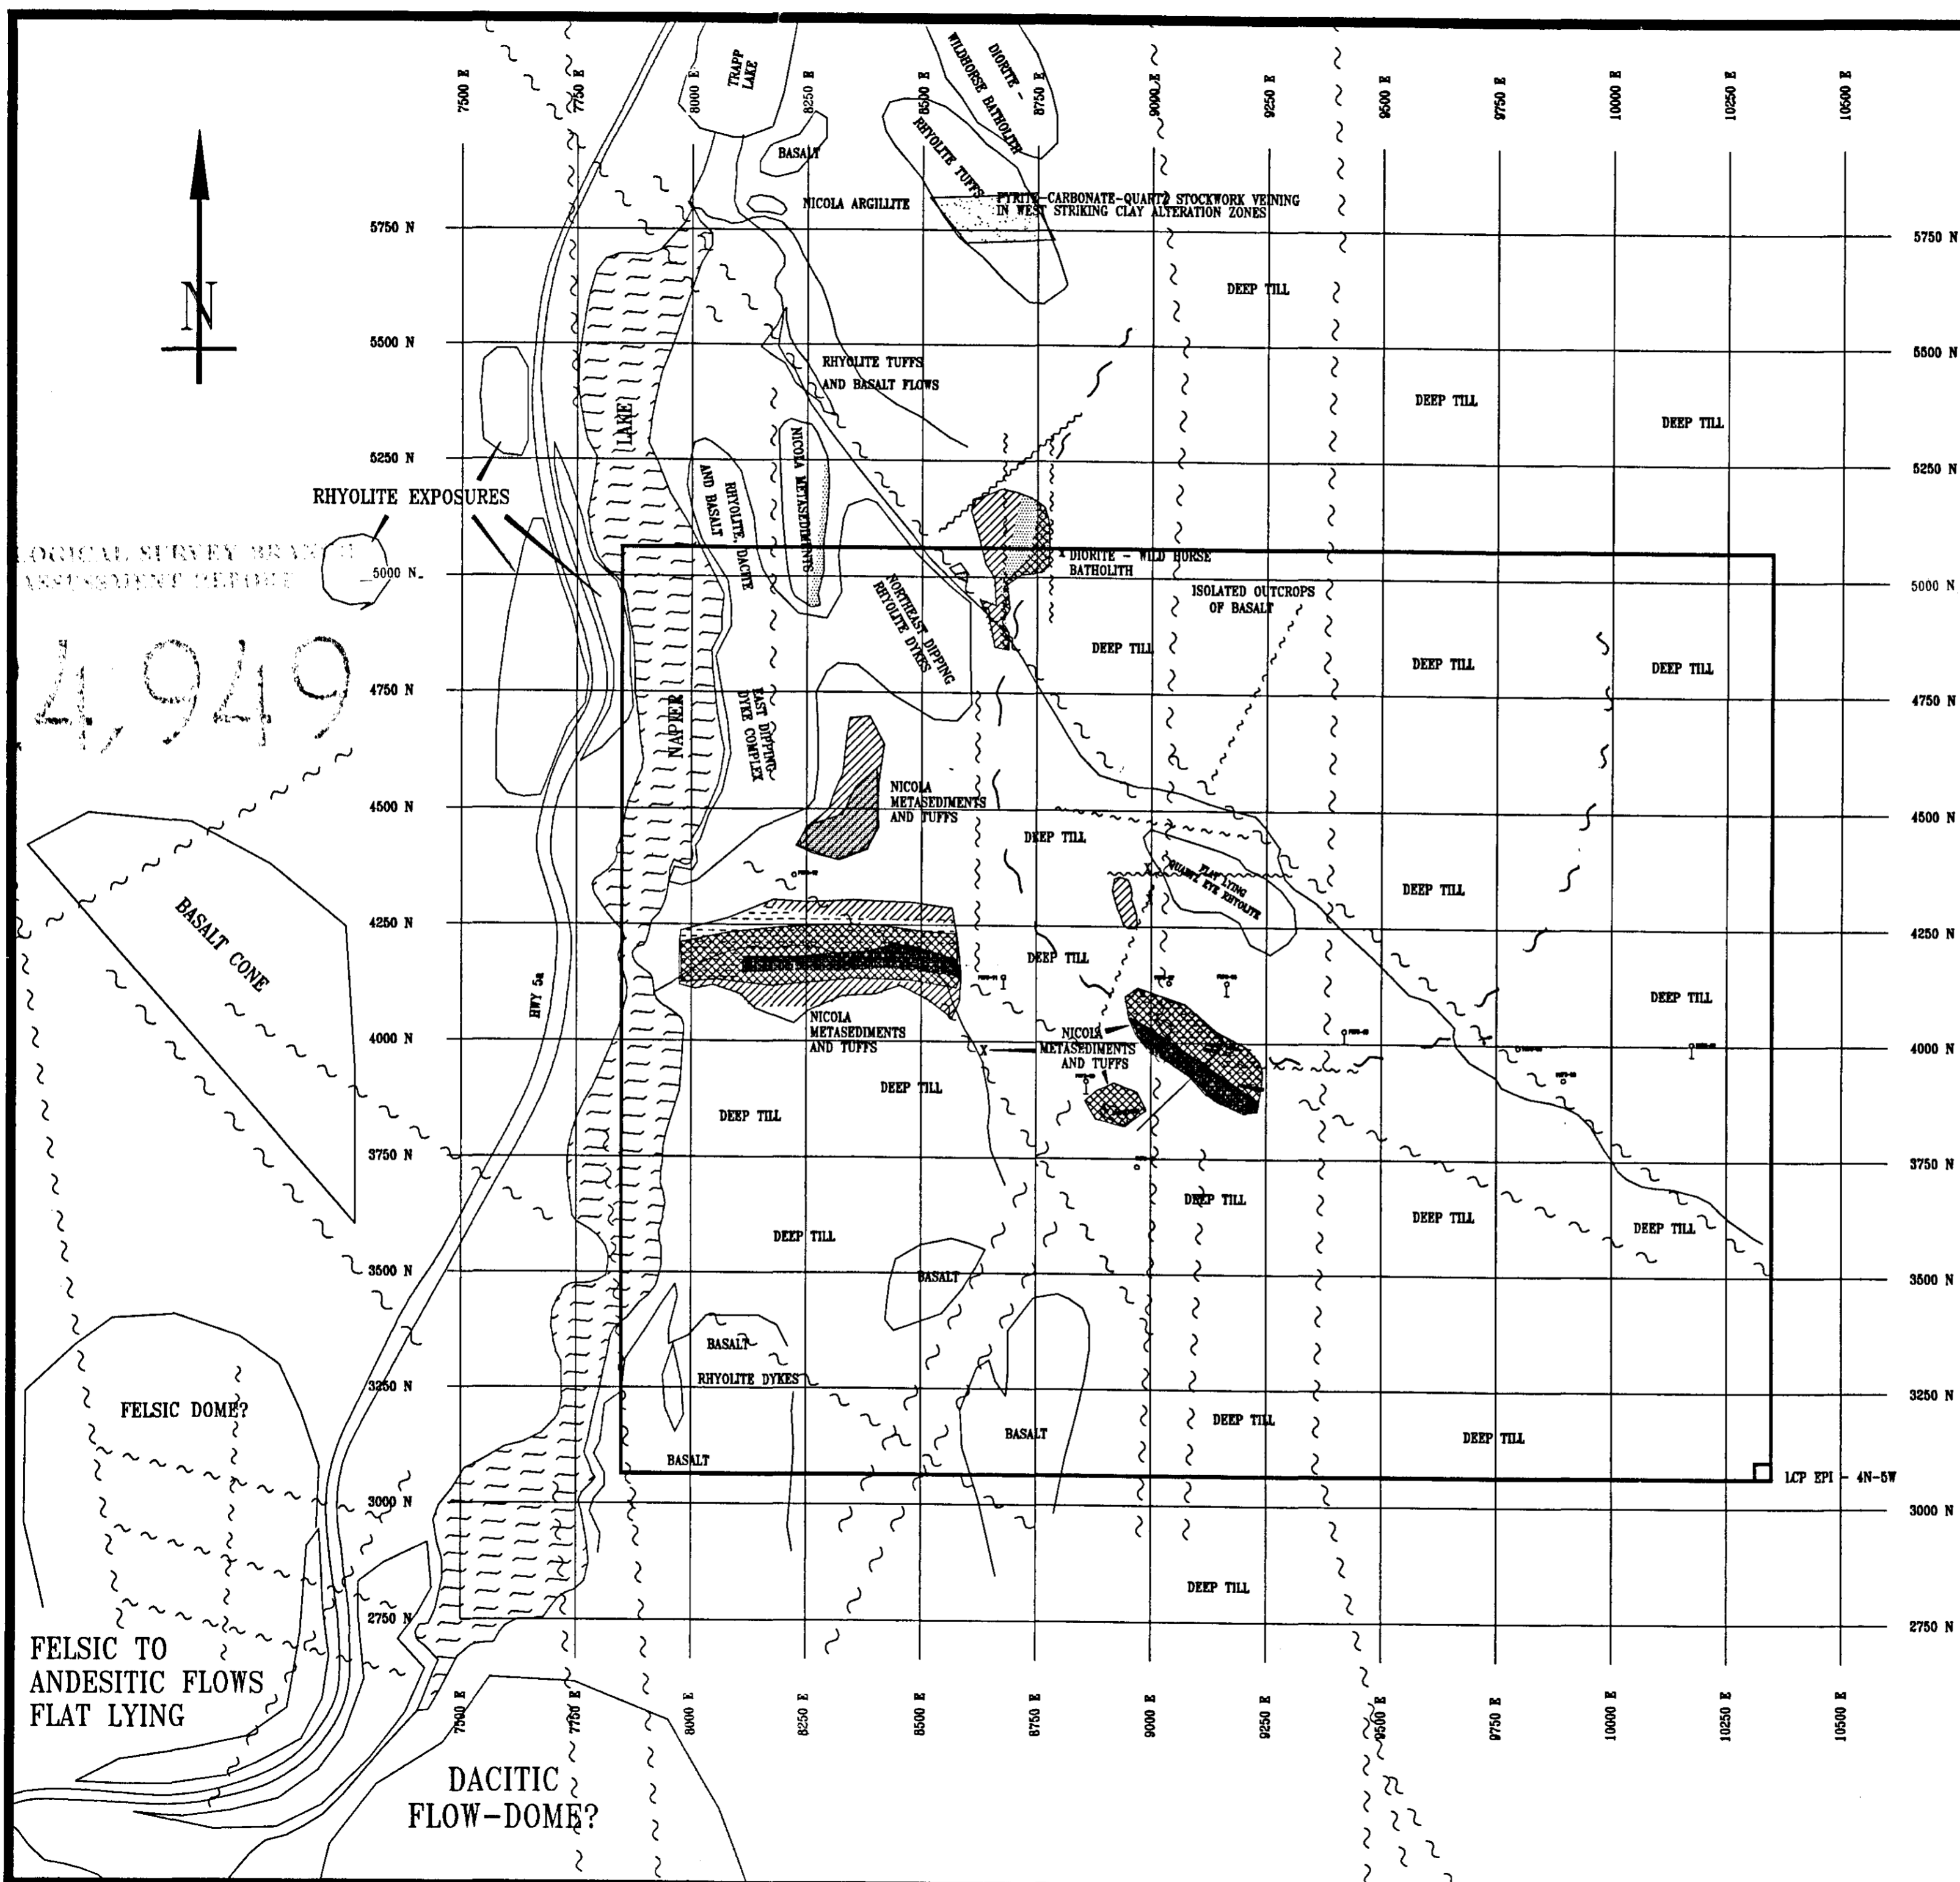 7500 E
7750 E
8000 E
8250 E
8500 E
8750 E
9000 E
9250 E
9500 E
9750 E
10000 E
10250 E
10500 E
TRAPP
LAKE
DIORITE -
WILDHORSE BATHOLITH
RHYOLITE TUFFS
BASALT
NICOLA ARGILLITE
PYRITE-CARBONATE-QUARTZ STOCKWORK VEINING
IN WEST STRIKING CLAY ALTERATION ZONES
N
5750 N
5750 N
DEEP TILL
5500 N
5500 N
RHYOLITE TUFFS
AND BASALT FLOWS
DEEP TILL
DEEP TILL
LAKE
NICOLA METASEDIMENTS
5250 N
5250 N
RHYOLITE, DACITE
AND BASALT
RHYOLITE EXPOSURES
LOGICAL SURVEY BRANCH
ASSESSMENT REPORT
4,949
DIORITE - WILD HORSE
BATHOLITH
5000 N
5000 N
ISOLATED OUTCROPS
OF BASALT
NORTHEAST DIPPING
RHYOLITE DYKES
DEEP TILL
DEEP TILL
DEEP TILL
4750 N
4750 N
NAPIER
EAST DIPPING
DYKE COMPLEX
NICOLA
METASEDIMENTS
AND TUFFS
4500 N
4500 N
DEEP TILL
FLAT LYING
QUARTZ EYE RHYOLITE
DEEP TILL
BASALT CONE
4250 N
4250 N
DEEP TILL
HWY 5a
DEEP TILL
NICOLA
METASEDIMENTS
AND TUFFS
4000 N
4000 N
X
NICOLA
METASEDIMENTS
AND TUFFS
DEEP TILL
DEEP TILL
3750 N
3750 N
DEEP TILL
DEEP TILL
DEEP TILL
DEEP TILL
3500 N
3500 N
BASALT
BASALT
RHYOLITE DYKES
3250 N
3250 N
FELSIC DOME?
DEEP TILL
BASALT
DEEP TILL
BASALT
LCP EPI - 4N-5W
3000 N
3000 N
DEEP TILL
2750 N
2750 N
FELSIC TO
ANDESITIC FLOWS
FLAT LYING
7500 E
7750 E
8000 E
8250 E
8500 E
8750 E
9000 E
9250 E
9500 E
9750 E
10000 E
10250 E
10500 E
DACITIC
FLOW-DOME?